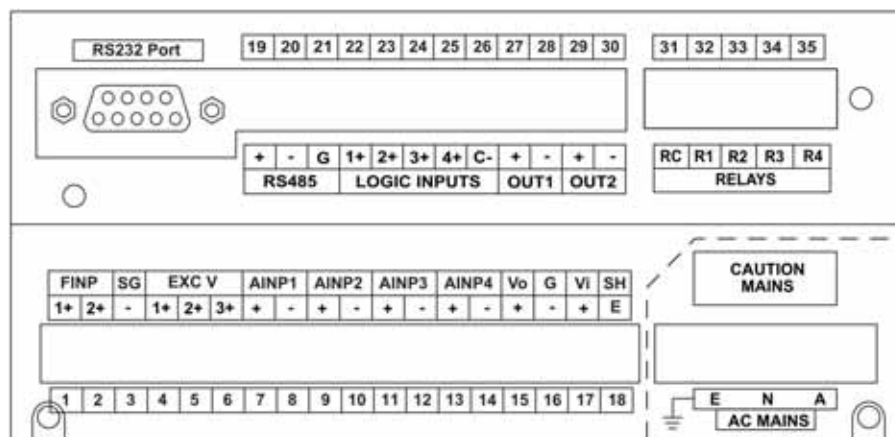 RS232 Port 19 20 21 22 23 24 25 26 27 28 29 30 31 32 33 34 35
+ - G 1+ 2+ 3+ 4+ C- + - + - RC R1 R2 R3 R4
RS485 LOGIC INPUTS OUT1 OUT2 RELAYS
CAUTION
MAINS
FINP SG EXC V AINP1 AINP2 AINP3 AINP4 Vo G Vi SH
1+ 2+ - 1+ 2+ 3+ + - + - + - + - + - + E
1 2 3 4 5 6 7 8 9 10 11 12 13 14 15 16 17 18
E N A
AC MAINS